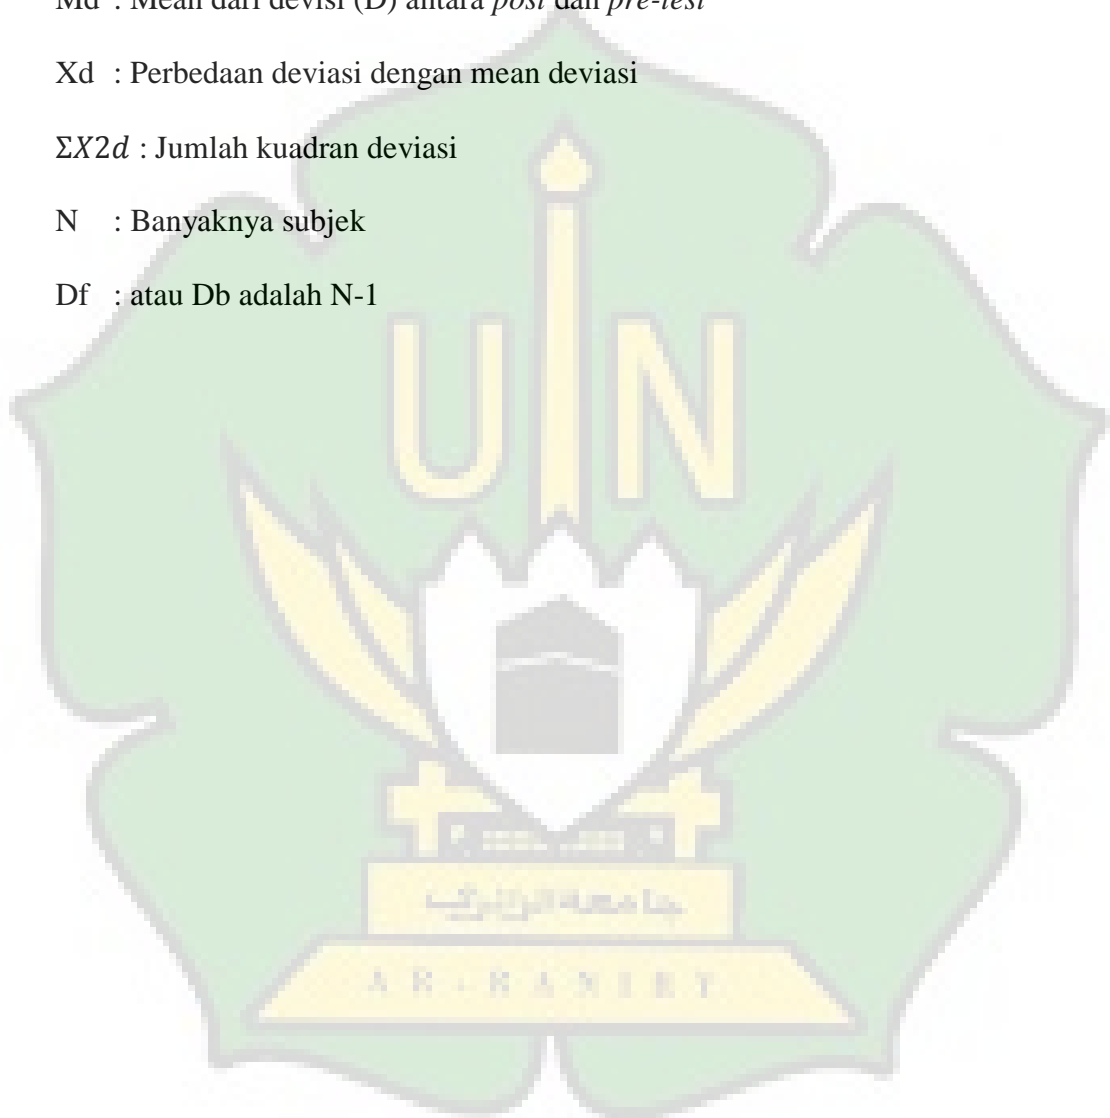 Md : Mean dari devisi (D) antara post dan pre-test
Xd : Perbedaan deviasi dengan mean deviasi
ΣX2d : Jumlah kuadran deviasi
N : Banyaknya subjek
Df : atau Db adalah N-1
UIN
AR-RANIRY